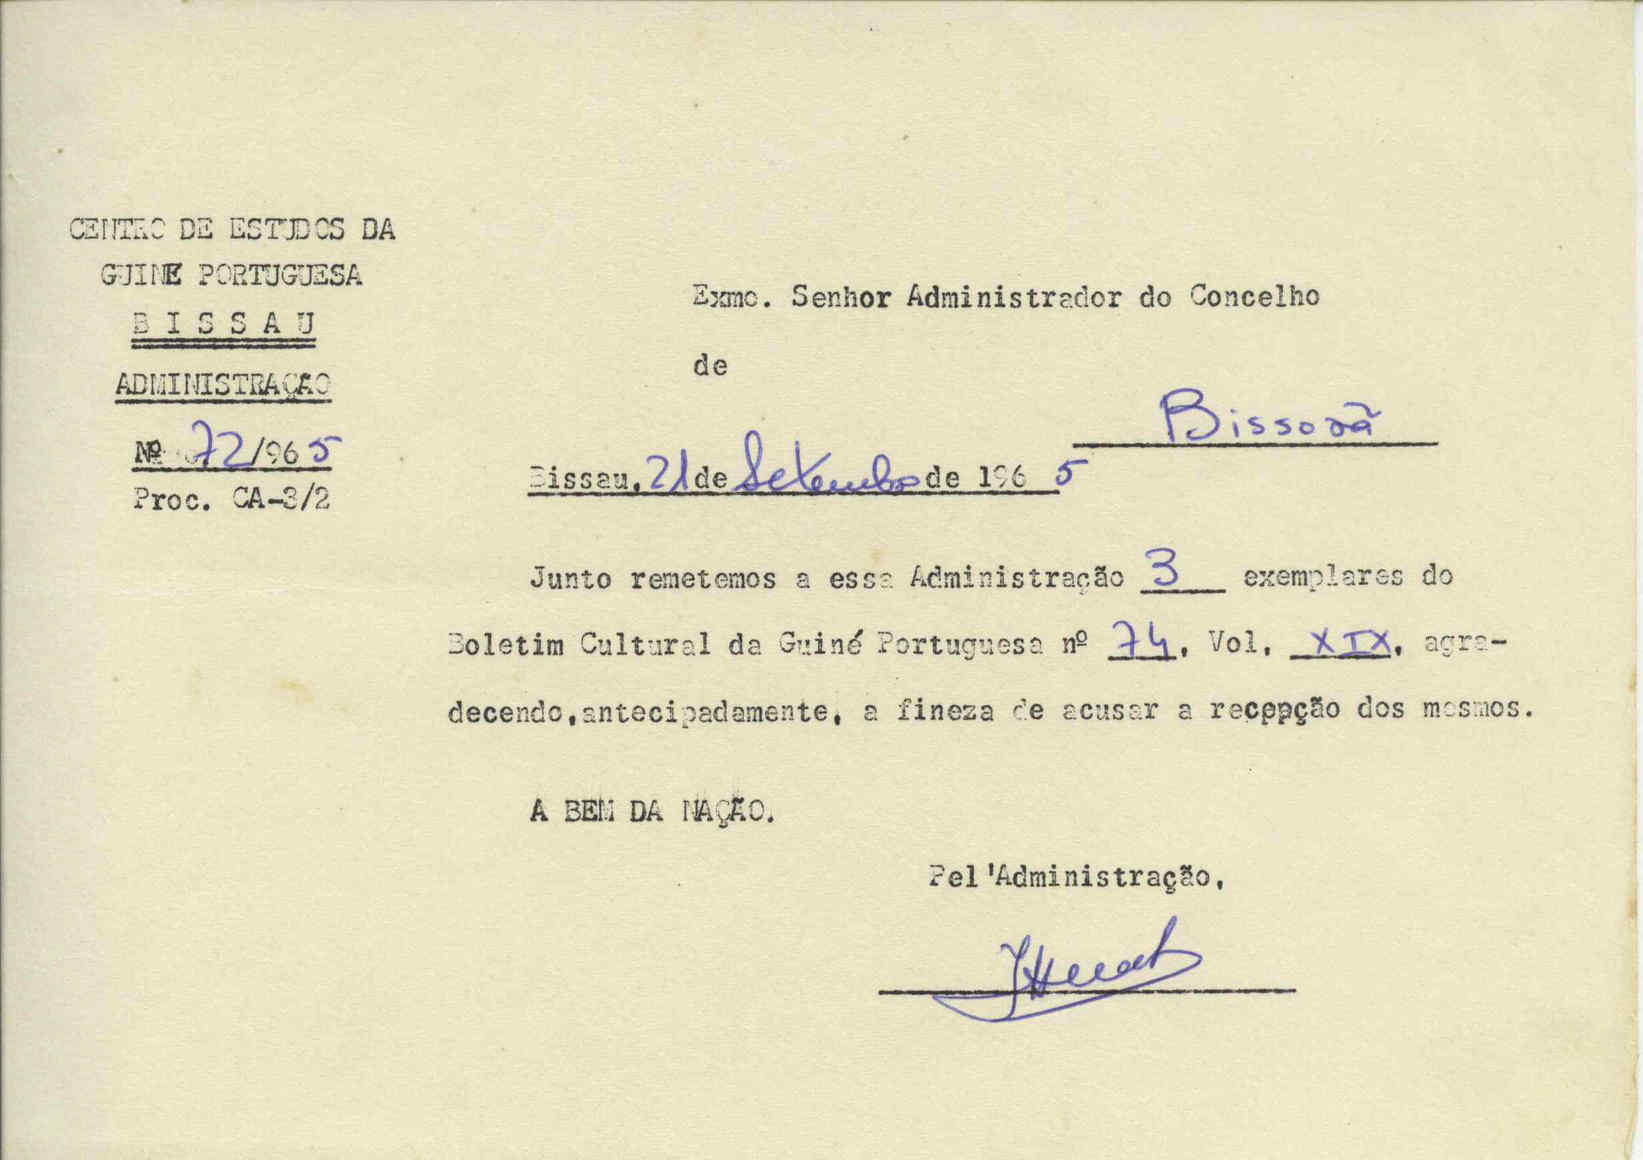 CENTRO DE ESTUDOS DA
GUINE PORTUGUESA
B I S S A U
ADMINISTRAÇÃO
Nº 72/965
Proc. CA-3/2
Exmo. Senhor Administrador do Concelho
de
Bissorã
Bissau, 21 de Setembro de 1965
Junto remetemos a essa Administração 3 exemplares do
Boletim Cultural da Guiné Portuguesa nº 74, Vol. XIX, agra-
decendo, antecipadamente, a fineza de acusar a recepção dos mesmos.
A BEM DA NAÇÃO.
Pel'Administração,